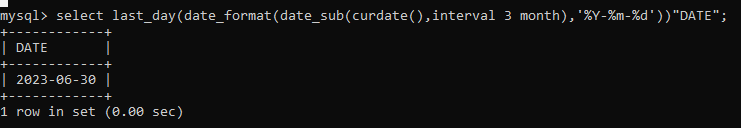 mysql> select last_day(date_format(date_sub(curdate(),interval 3 month),'%Y-%m-%d'))"DATE";
+------------+
| DATE       |
+------------+
| 2023-06-30 |
+------------+
1 row in set (0.00 sec)